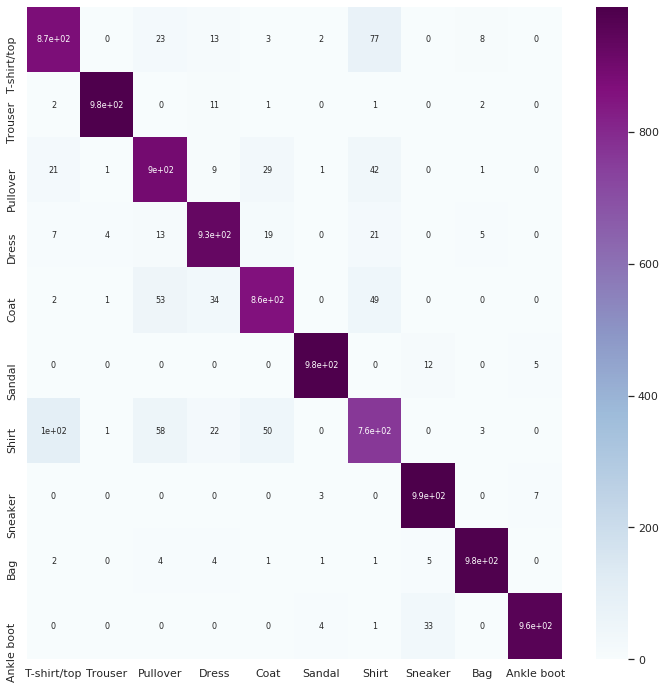 T-shirt/top 8.7e+02 0 23 13 3 2 77 0 8 0
Trouser 2 9.8e+02 0 11 1 0 1 0 2 0
Pullover 21 1 9e+02 9 29 1 42 0 1 0
Dress 7 4 13 9.3e+02 19 0 21 0 5 0
Coat 2 1 53 34 8.6e+02 0 49 0 0 0
Sandal 0 0 0 0 0 9.8e+02 0 12 0 5
Shirt 1e+02 1 58 22 50 0 7.6e+02 0 3 0
Sneaker 0 0 0 0 0 3 0 9.9e+02 0 7
Bag 2 0 4 4 1 1 1 5 9.8e+02 0
Ankle boot 0 0 0 0 0 4 1 33 0 9.6e+02
T-shirt/top Trouser Pullover Dress Coat Sandal Shirt Sneaker Bag Ankle boot
800
600
400
200
0